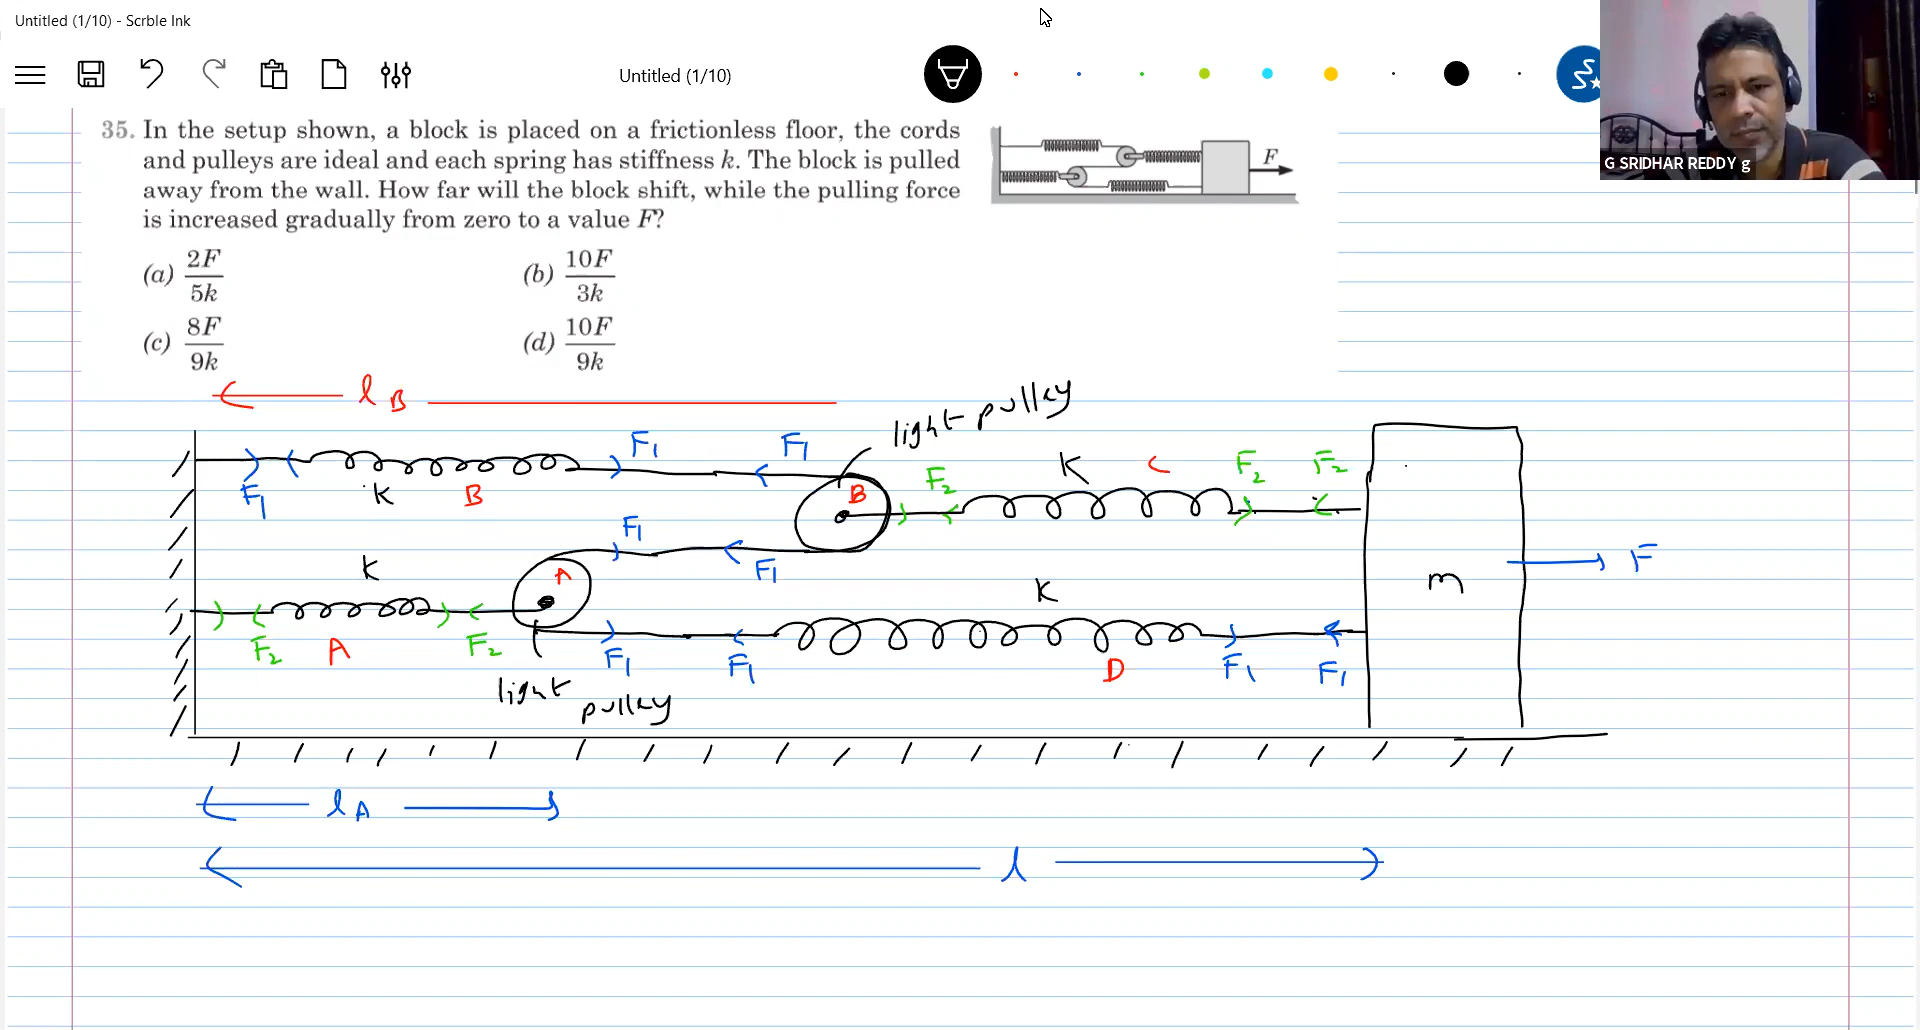 Untitled (1/10) - Scrble Ink
Untitled (1/10)
G SRIDHAR REDDY g
35. In the setup shown, a block is placed on a frictionless floor, the cords
and pulleys are ideal and each spring has stiffness k. The block is pulled
away from the wall. How far will the block shift, while the pulling force
is increased gradually from zero to a value F?
F
(a) 2F/5k
(b) 10F/3k
(c) 8F/9k
(d) 10F/9k
l B
light pulley
F1 F1
F1 K B
B
F2 K C F2 F2
F1
F1
K
A
K
F
m
F2 A F2
F1 F1 D F1 F1
light
pulley
l A
l